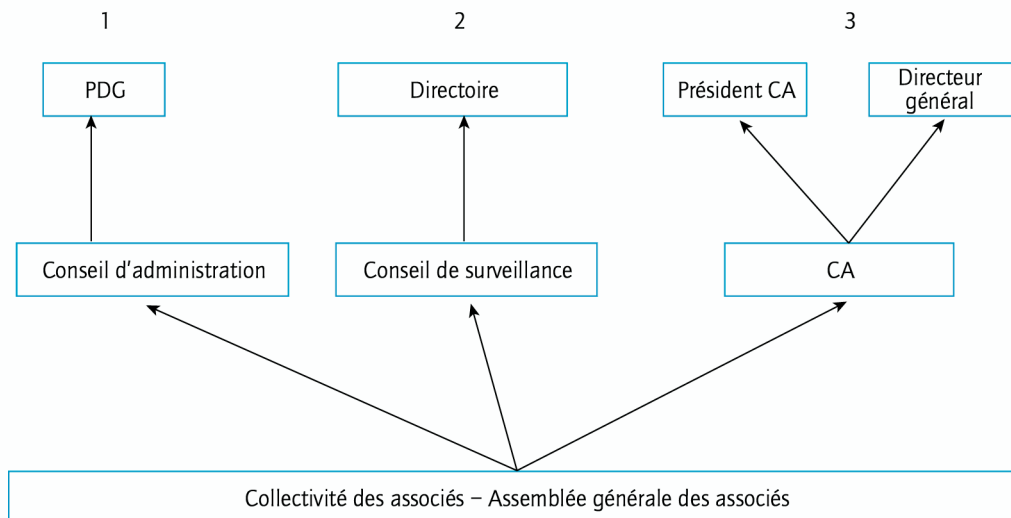 1 2 3
PDG Directoire Président CA Directeur
général
Conseil d'administration Conseil de surveillance CA
Collectivité des associés – Assemblée générale des associés